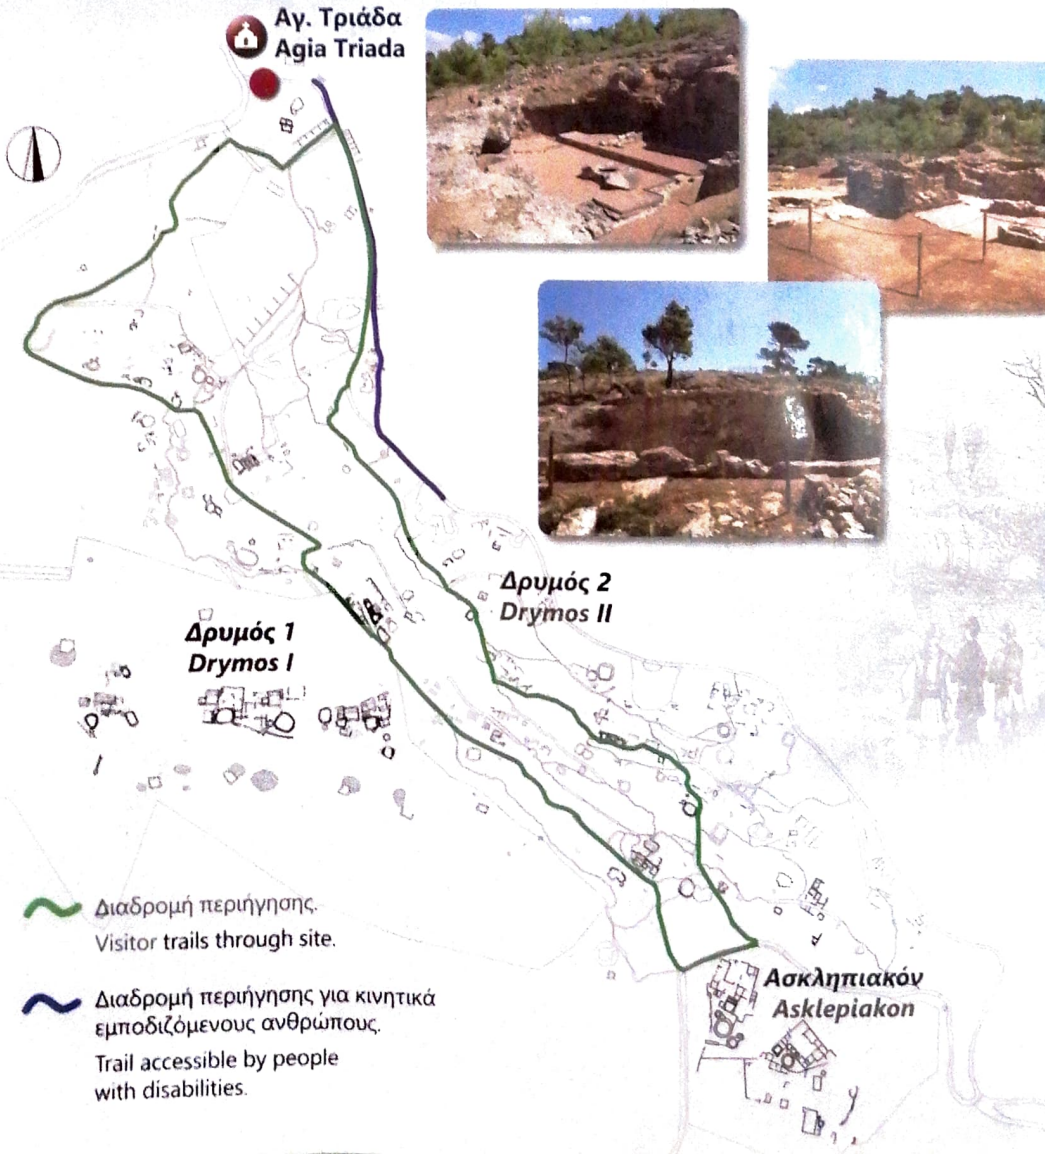 Αγ. Τριάδα
Agia Triada
Δρυμός 2
Drymos II
Δρυμός 1
Drymos I
Διαδρομή περιήγησης.
Visitor trails through site.
Διαδρομή περιήγησης για κινητικά
εμποδιζόμενους ανθρώπους.
Trail accessible by people
with disabilities.
Ασκληπιακόν
Asklepiakon